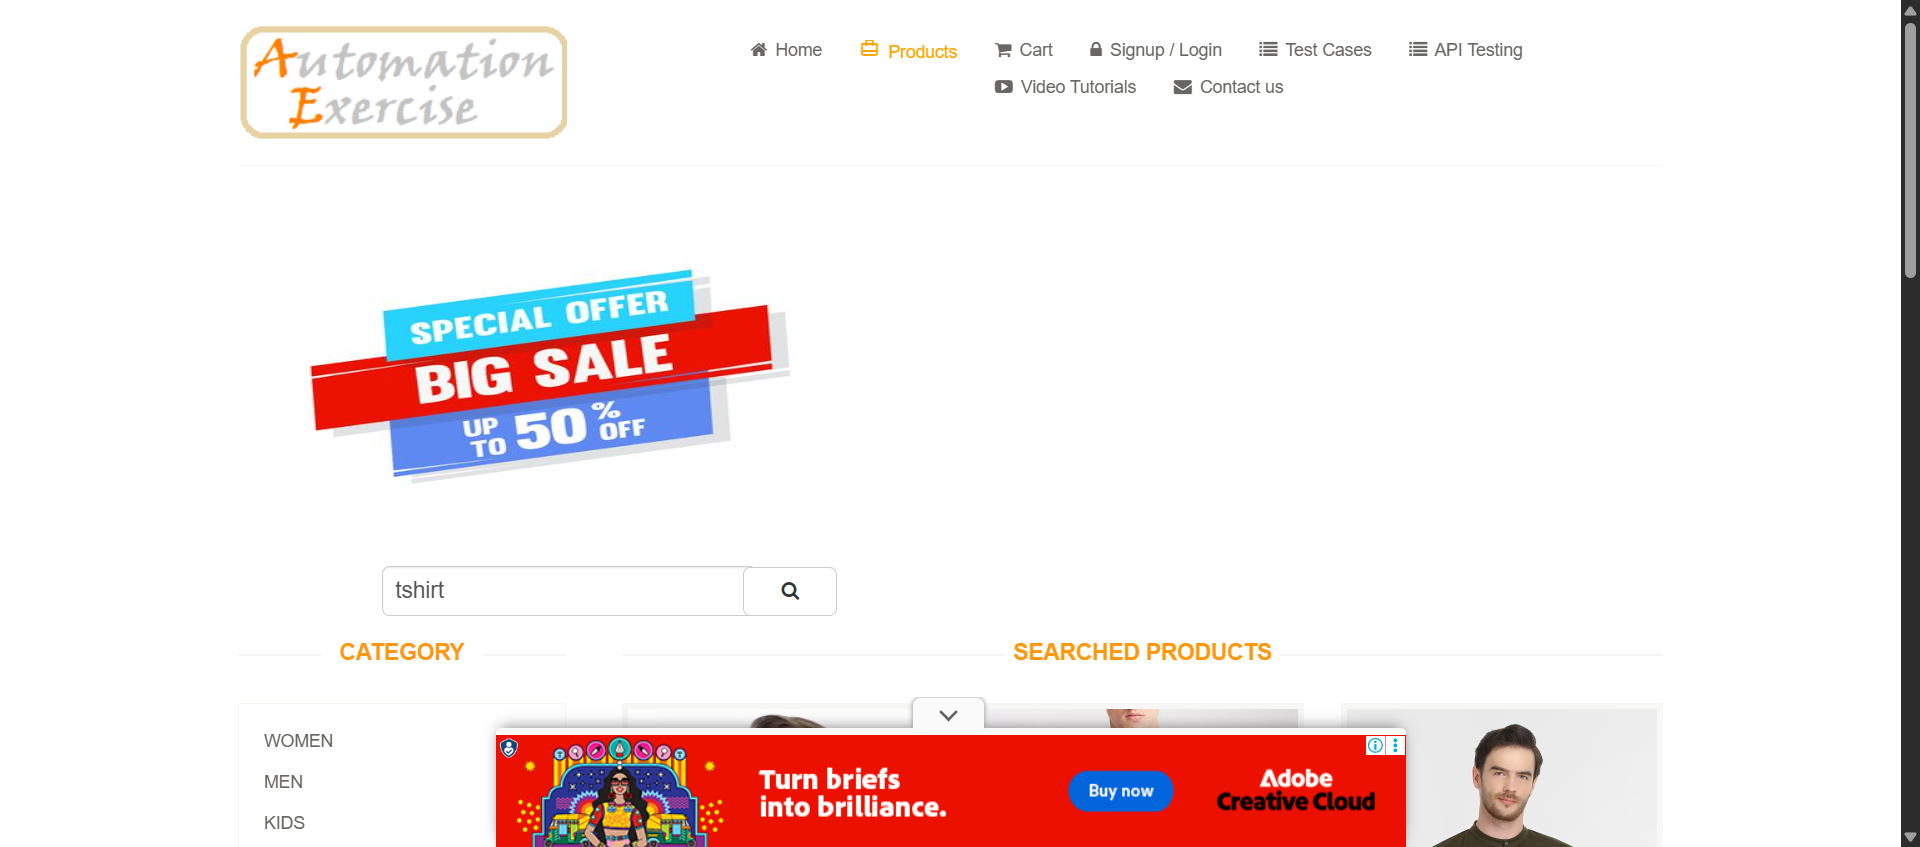 Automation
Exercise
Home
Products
Cart
Signup / Login
Test Cases
API Testing
Video Tutorials
Contact us
SPECIAL OFFER
BIG SALE
UP TO 50% OFF
tshirt
CATEGORY
SEARCHED PRODUCTS
WOMEN
MEN
KIDS
Turn briefs
into brilliance.
Buy now
Adobe
Creative Cloud